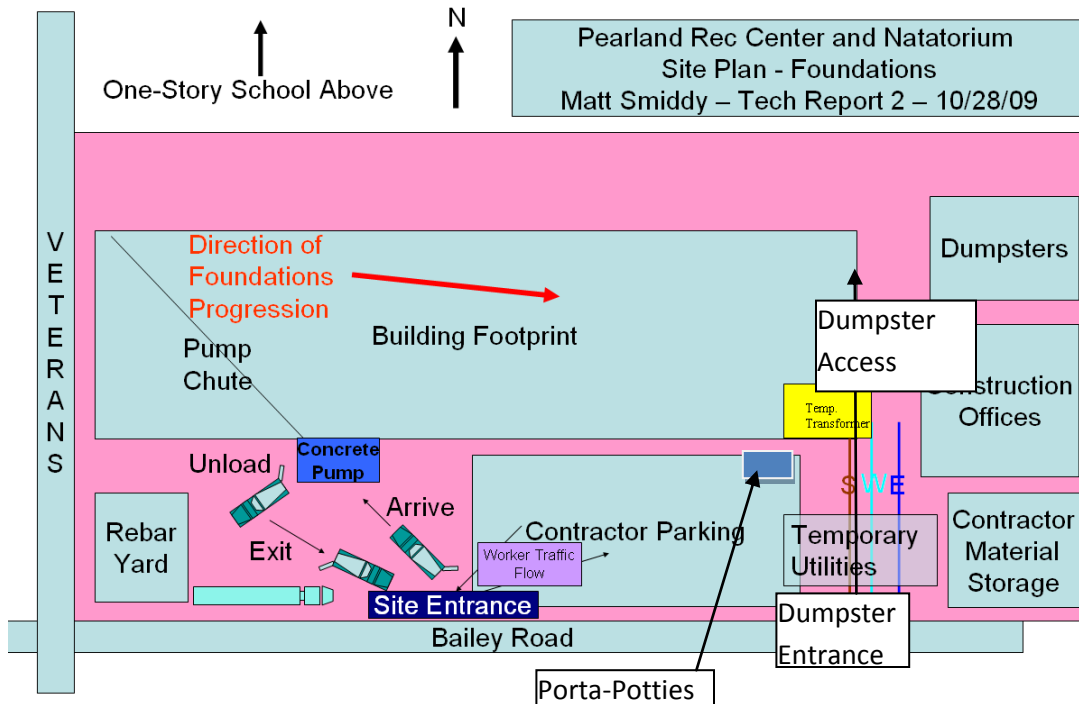 N
One-Story School Above
Pearland Rec Center and Natatorium
Site Plan - Foundations
Matt Smiddy – Tech Report 2 – 10/28/09
VETERANS
Direction of
Foundations
Progression
Building Footprint
Pump
Chute
Dumpsters
Dumpster
Access
Construction
Offices
Temp.
Transformer
Concrete
Pump
Unload
Arrive
Exit
Rebar
Yard
Contractor Parking
Worker Traffic
Flow
S W E
Temporary
Utilities
Contractor
Material
Storage
Site Entrance
Dumpster
Entrance
Bailey Road
Porta-Potties